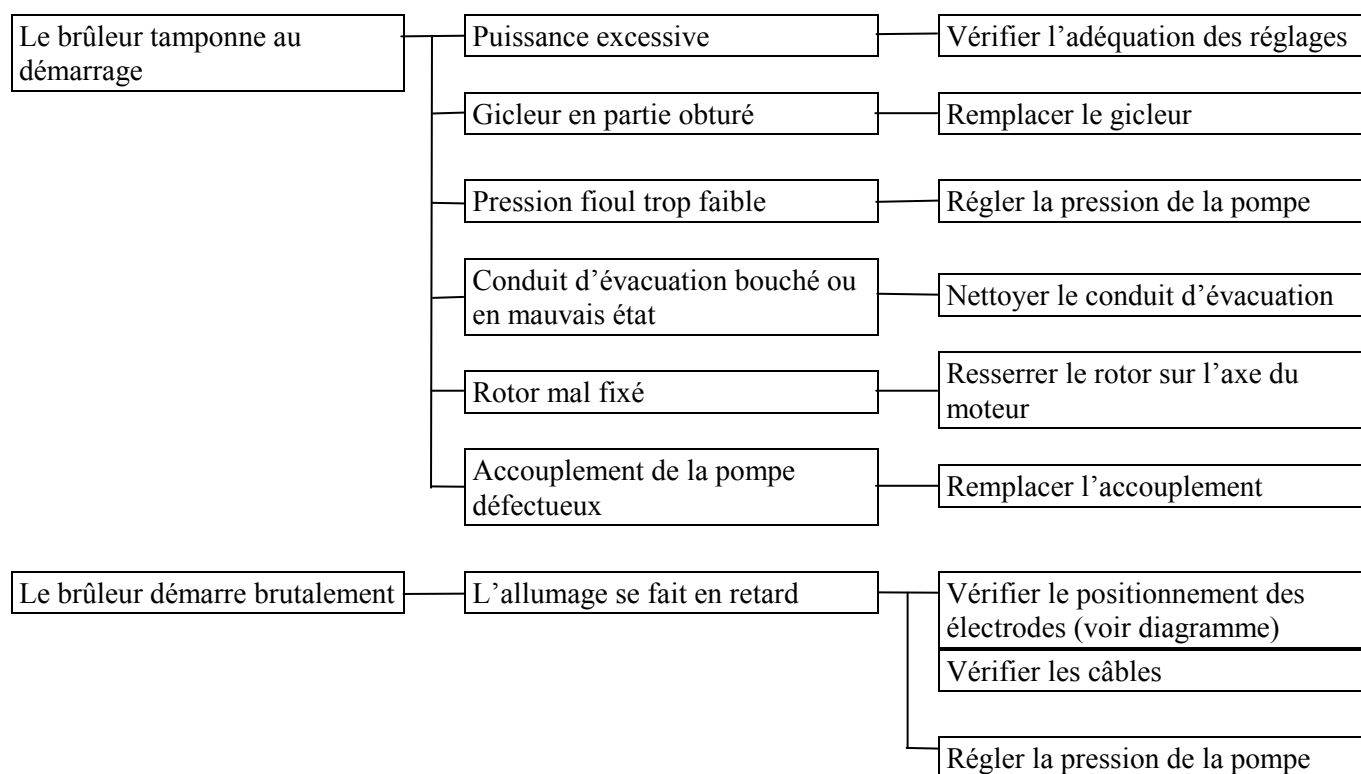 Le brûleur tamponne au
démarrage
Puissance excessive
Vérifier l’adéquation des réglages
Gicleur en partie obturé
Remplacer le gicleur
Pression fioul trop faible
Régler la pression de la pompe
Conduit d’évacuation bouché ou
en mauvais état
Nettoyer le conduit d’évacuation
Rotor mal fixé
Resserrer le rotor sur l’axe du
moteur
Accouplement de la pompe
défectueux
Remplacer l’accouplement
Le brûleur démarre brutalement
L’allumage se fait en retard
Vérifier le positionnement des
électrodes (voir diagramme)
Vérifier les câbles
Régler la pression de la pompe